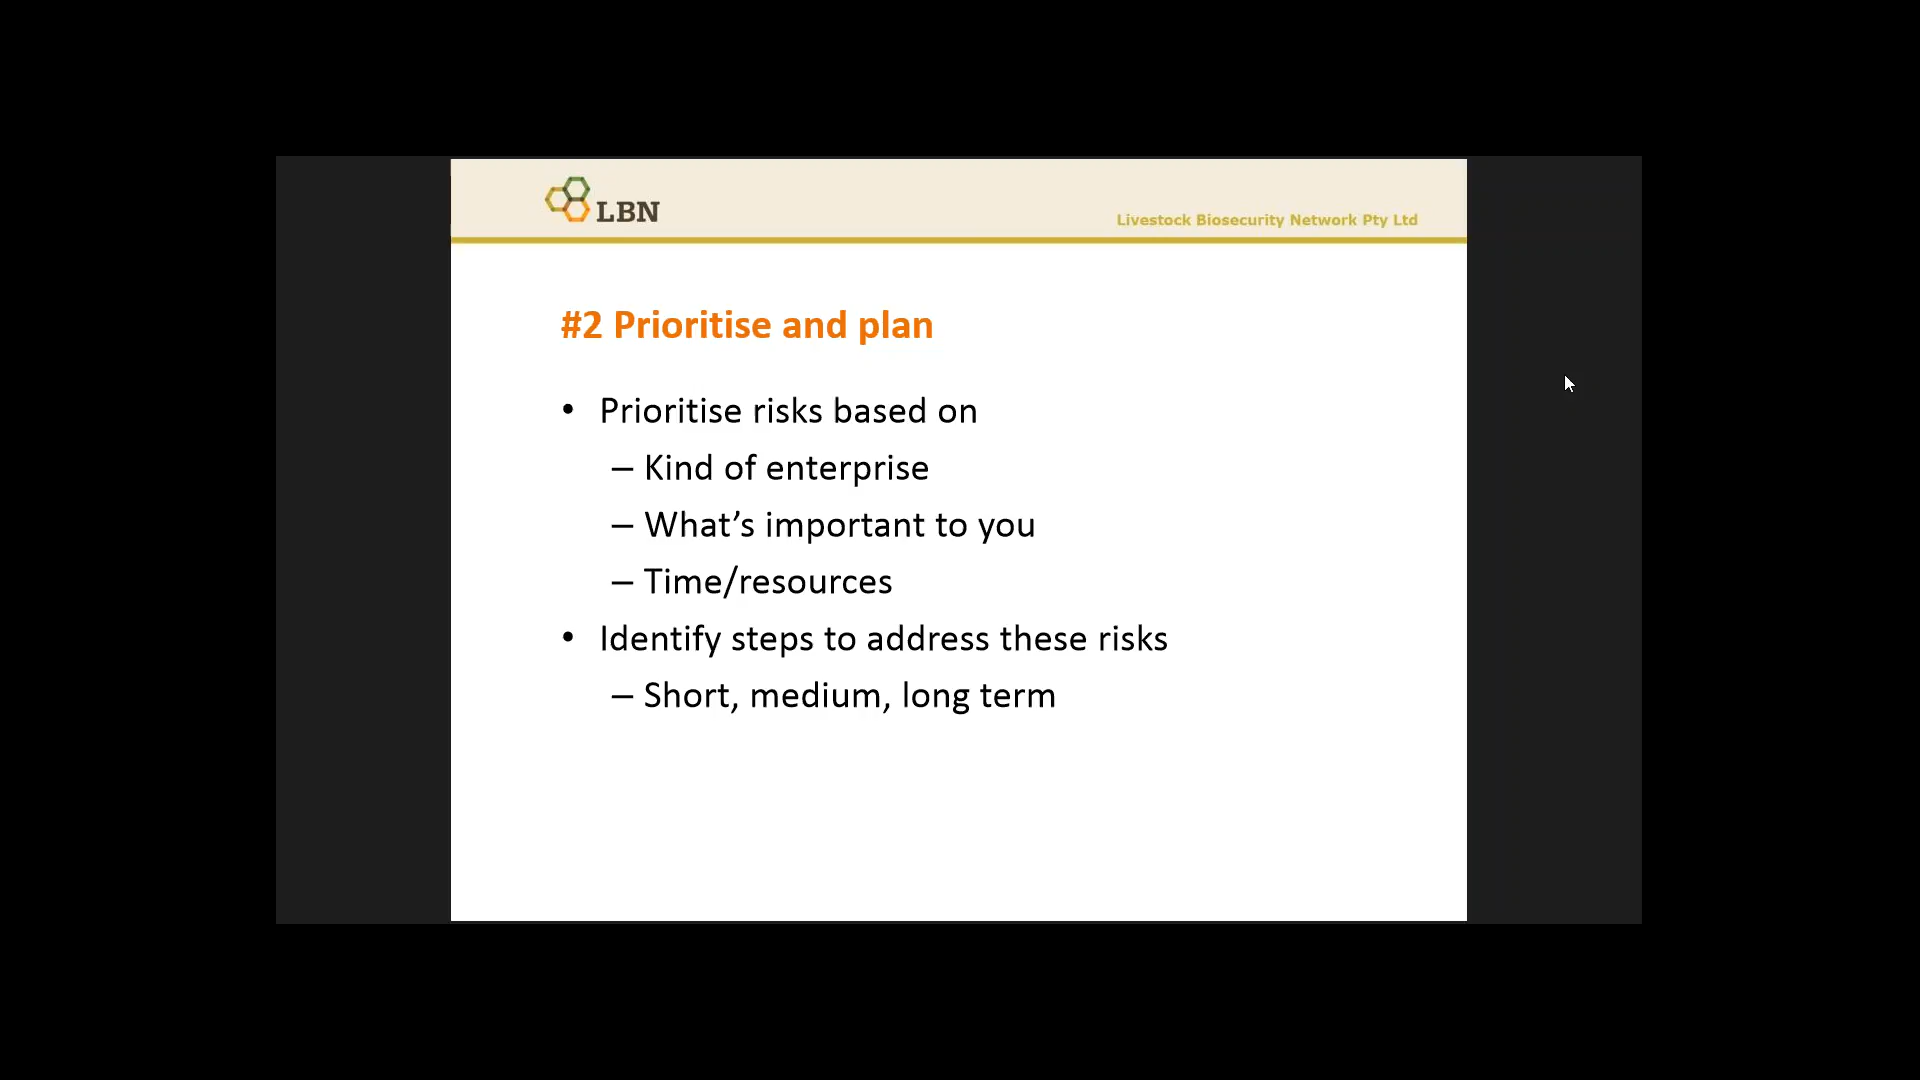 LBN
Livestock Biosecurity Network Pty Ltd
#2 Prioritise and plan
• Prioritise risks based on
– Kind of enterprise
– What’s important to you
– Time/resources
• Identify steps to address these risks
– Short, medium, long term